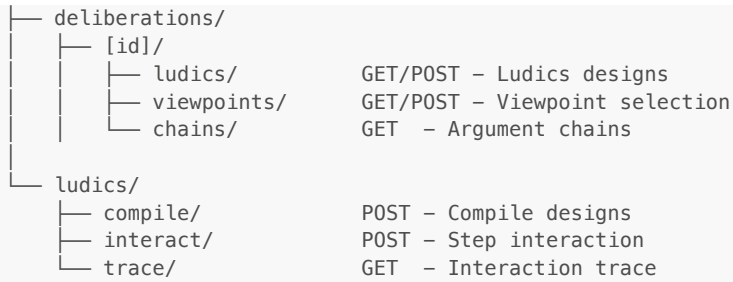 ├── deliberations/
│   ├── [id]/
│   │   ├── ludics/         GET/POST – Ludics designs
│   │   ├── viewpoints/     GET/POST – Viewpoint selection
│   │   └── chains/         GET  – Argument chains
│
└── ludics/
    ├── compile/            POST – Compile designs
    ├── interact/           POST – Step interaction
    └── trace/              GET  – Interaction trace